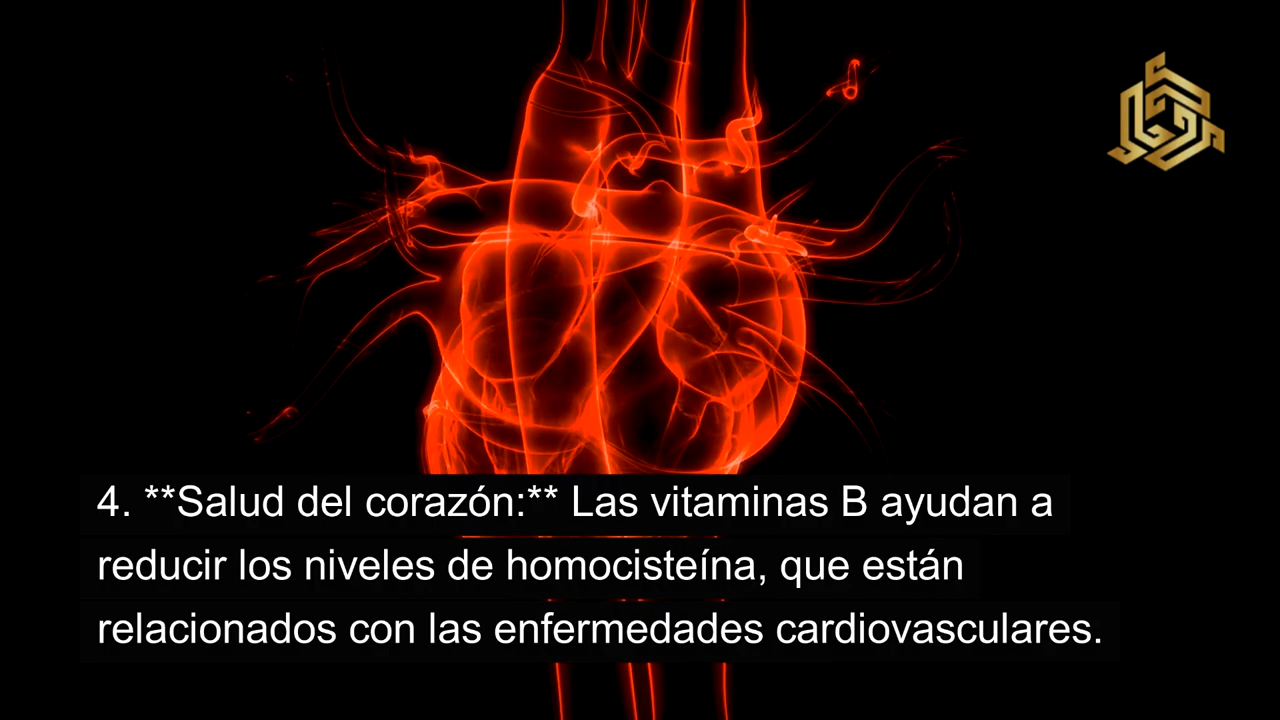 4. **Salud del corazón:** Las vitaminas B ayudan a
reducir los niveles de homocisteína, que están
relacionados con las enfermedades cardiovasculares.